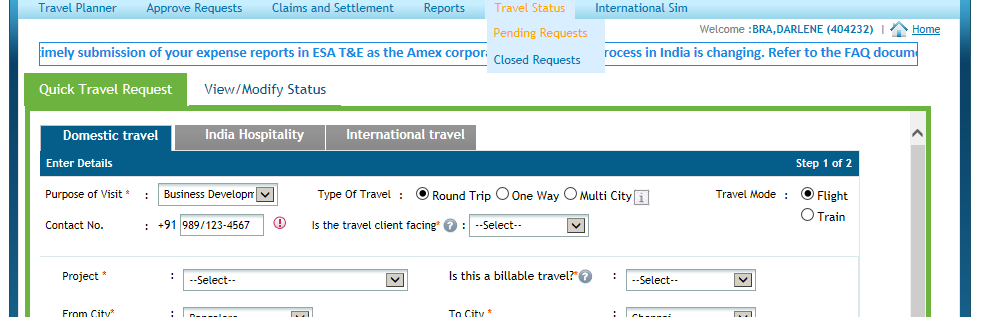 Travel Planner Approve Requests Claims and Settlement Reports Travel Status International Sim
Pending Requests
Closed Requests
Welcome :BRA,DARLENE (404232) | Home
imely submission of your expense reports in ESA T&E as the Amex corpora rocess in India is changing. Refer to the FAQ docume
Quick Travel Request View/Modify Status
Domestic travel India Hospitality International travel
Enter Details Step 1 of 2
Purpose of Visit * : Business Developm Type Of Travel : Round Trip One Way Multi City i Travel Mode : Flight
Train
Contact No. : +91 989/123-4567 ! Is the travel client facing* ? : --Select--
Project * : --Select-- Is this a billable travel?* ? : --Select--
From City* : Bangalore To City * : Chennai